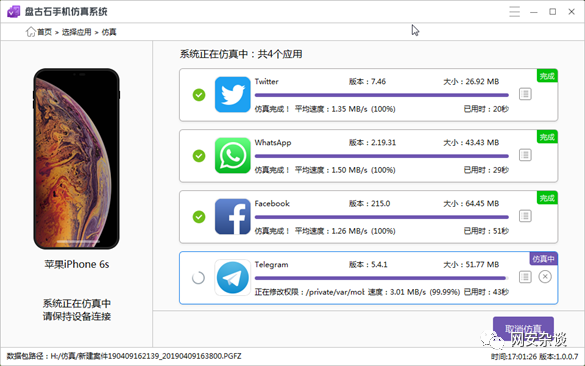 盘古石手机仿真系统
首页 > 选择应用 > 仿真
系统正在仿真中：共4个应用
完成
Twitter 版本：7.46 大小：26.92 MB
仿真完成！ 平均速度：1.35 MB/s (100%) 已用时：20秒
完成
WhatsApp 版本：2.19.31 大小：43.43 MB
仿真完成！ 平均速度：1.50 MB/s (100%) 已用时：29秒
完成
Facebook 版本：215.0 大小：64.45 MB
仿真完成！ 平均速度：1.26 MB/s (100%) 已用时：51秒
仿真中
Telegram 版本：5.4.1 大小：51.77 MB
正在修改权限：/private/var/mob 速度：3.01 MB/s (99.99%) 已用时：43秒
苹果iPhone 6s
系统正在仿真中
请保持设备连接
取消仿真
网安杂谈
数据包路径：H:/仿真/新建案件190409162139_20190409163800.PGFZ
时间:17:01:26 版本:1.0.0.7